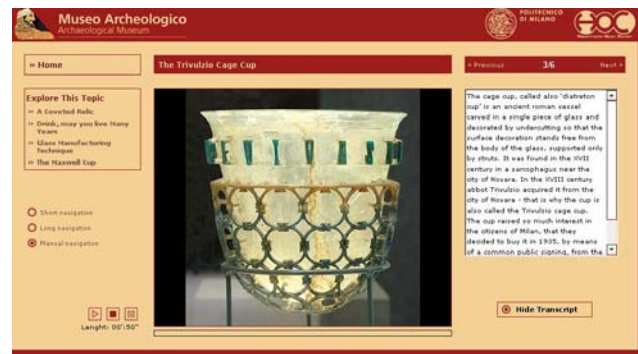 Museo Archeologico
Archaeological Museum
POLITECNICO
DI MILANO
HOC
» Home
The Trivulzio Cage Cup
« Previous
3/6
Next »
Explore This Topic
» A Coveted Relic
» Drink, may you live Many
Years
» Glass Manufacturing
Technique
» The Maxwell Cup
Short navigation
Long navigation
Manual navigation
Lenght: 00':50"
The cage cup, called also 'diatreton
cup' is an ancient roman vessel
carved in a single piece of glass and
decorated by undercutting so that the
surface decoration stands free from
the body of the glass, supported only
by struts. It was found in the XVII
century in a sarcophagus near the
city of Novara. In the XVIII century
abbot Trivulzio acquired it from the
city of Novara - that is why the cup is
also called the Trivulzio cage cup.
The cup raised so much interest in
the citizens of Milan, that they
decided to buy it in 1935, by means
of a common public signing, from the
Hide Transcript